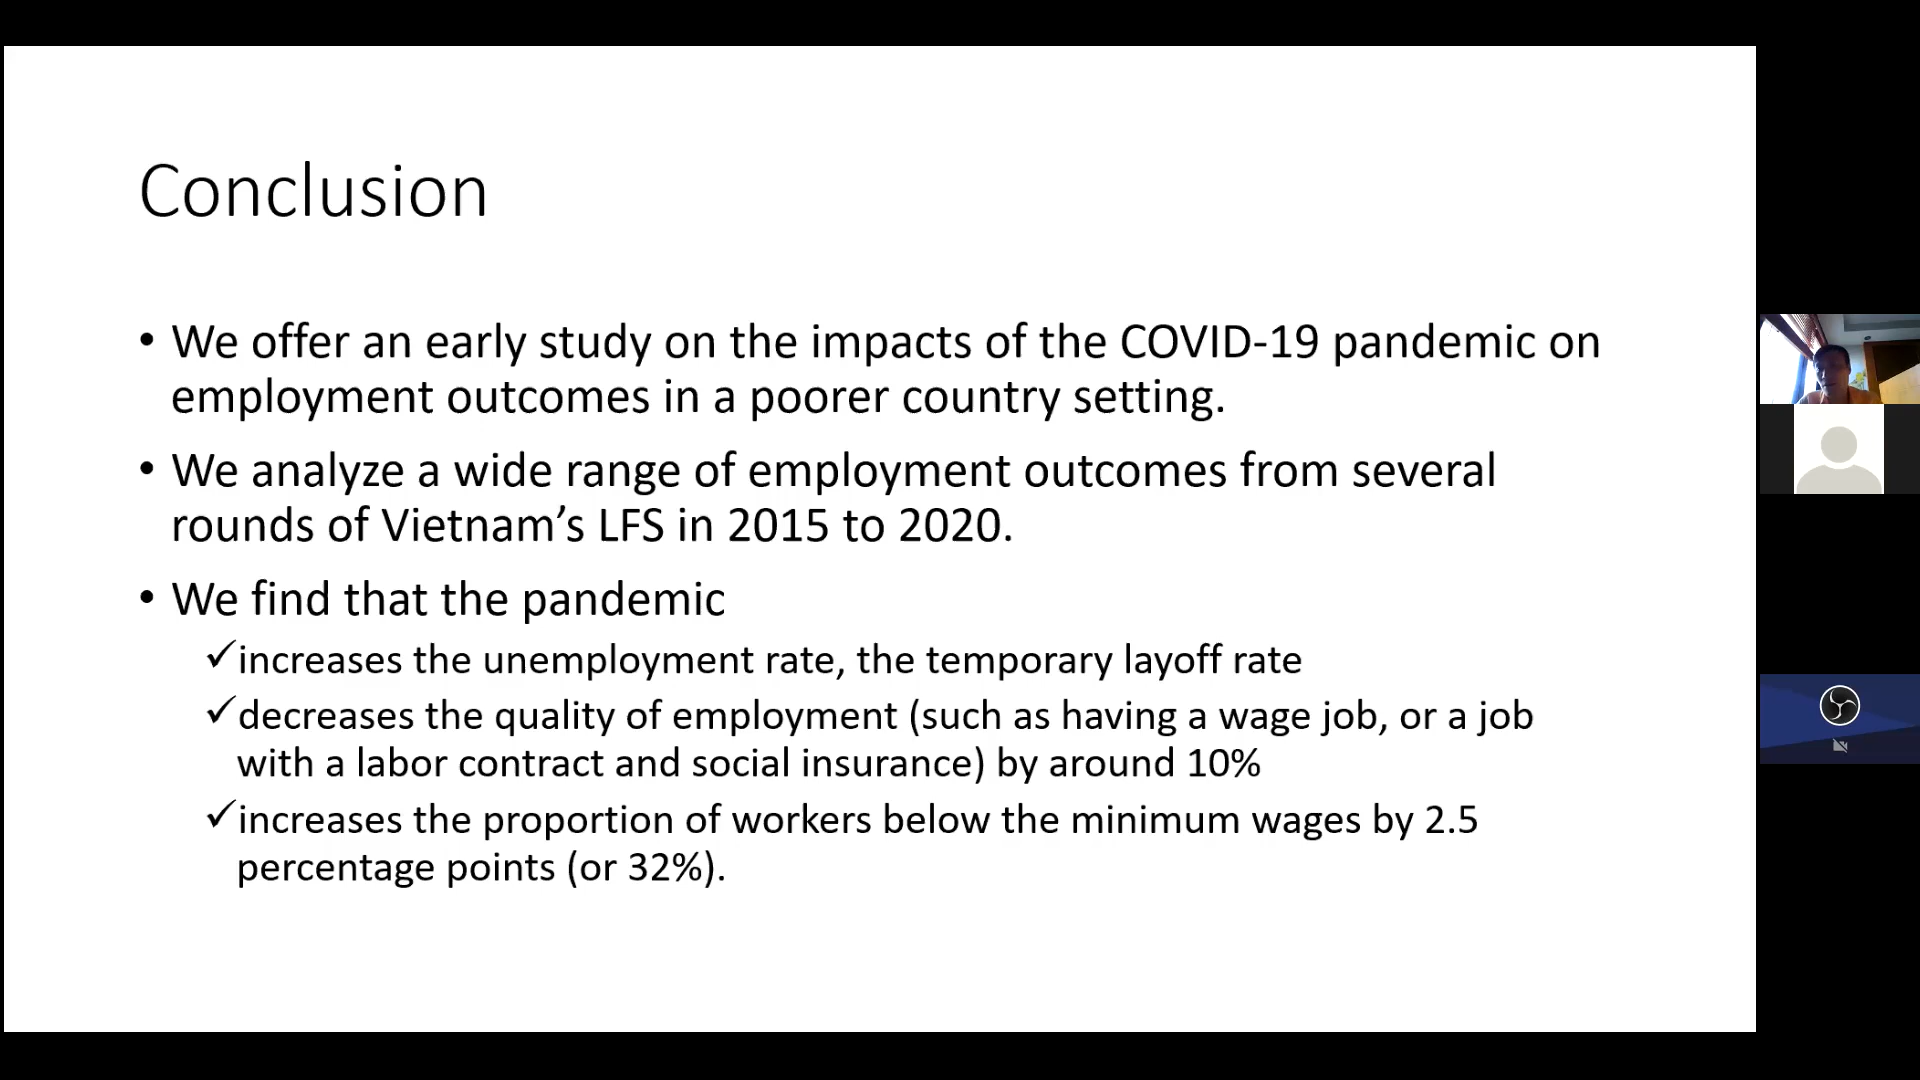 Conclusion
• We offer an early study on the impacts of the COVID-19 pandemic on
employment outcomes in a poorer country setting.
• We analyze a wide range of employment outcomes from several
rounds of Vietnam’s LFS in 2015 to 2020.
• We find that the pandemic
✓increases the unemployment rate, the temporary layoff rate
✓decreases the quality of employment (such as having a wage job, or a job
with a labor contract and social insurance) by around 10%
✓increases the proportion of workers below the minimum wages by 2.5
percentage points (or 32%).